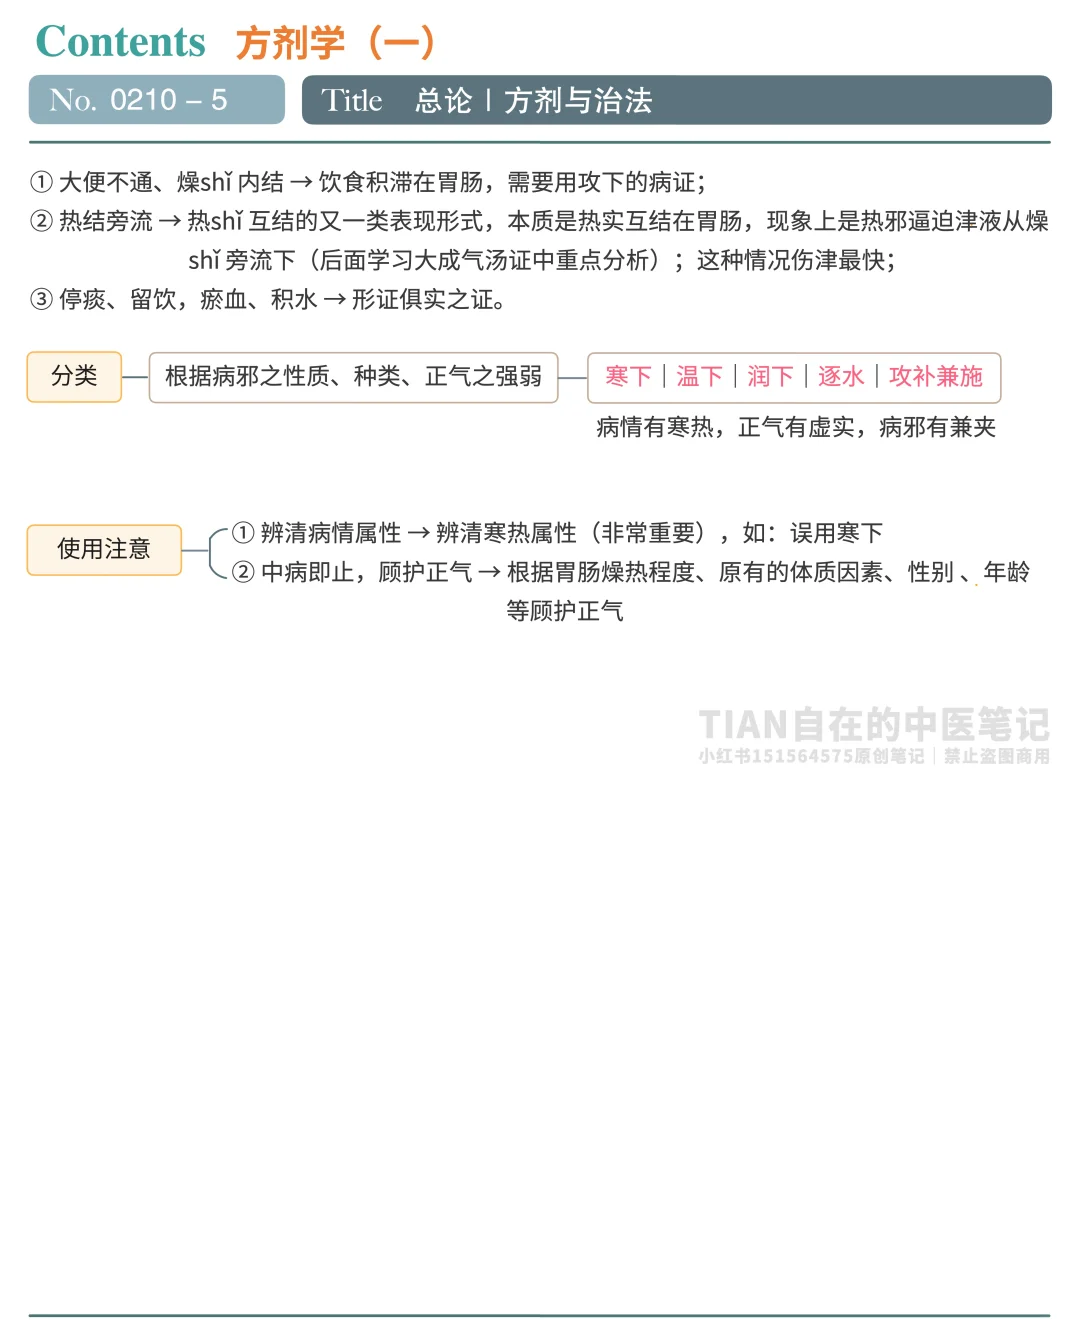 Contents 方剂学（一）
No. 0210 – 5
Title 总论｜方剂与治法
① 大便不通、燥shǐ 内结 → 饮食积滞在胃肠，需要用攻下的病证；
② 热结旁流 → 热shǐ 互结的又一类表现形式，本质是热实互结在胃肠，现象上是热邪逼迫津液从燥
shǐ 旁流下（后面学习大成气汤证中重点分析）；这种情况伤津最快；
③ 停痰、留饮，瘀血、积水 → 形证俱实之证。
分类
根据病邪之性质、种类、正气之强弱
寒下｜温下｜润下｜逐水｜攻补兼施
病情有寒热，正气有虚实，病邪有兼夹
使用注意
① 辨清病情属性 → 辨清寒热属性（非常重要），如：误用寒下
② 中病即止，顾护正气 → 根据胃肠燥热程度、原有的体质因素、性别 、年龄
等顾护正气
TIAN自在的中医笔记
小红书151564575原创笔记｜禁止盗图商用